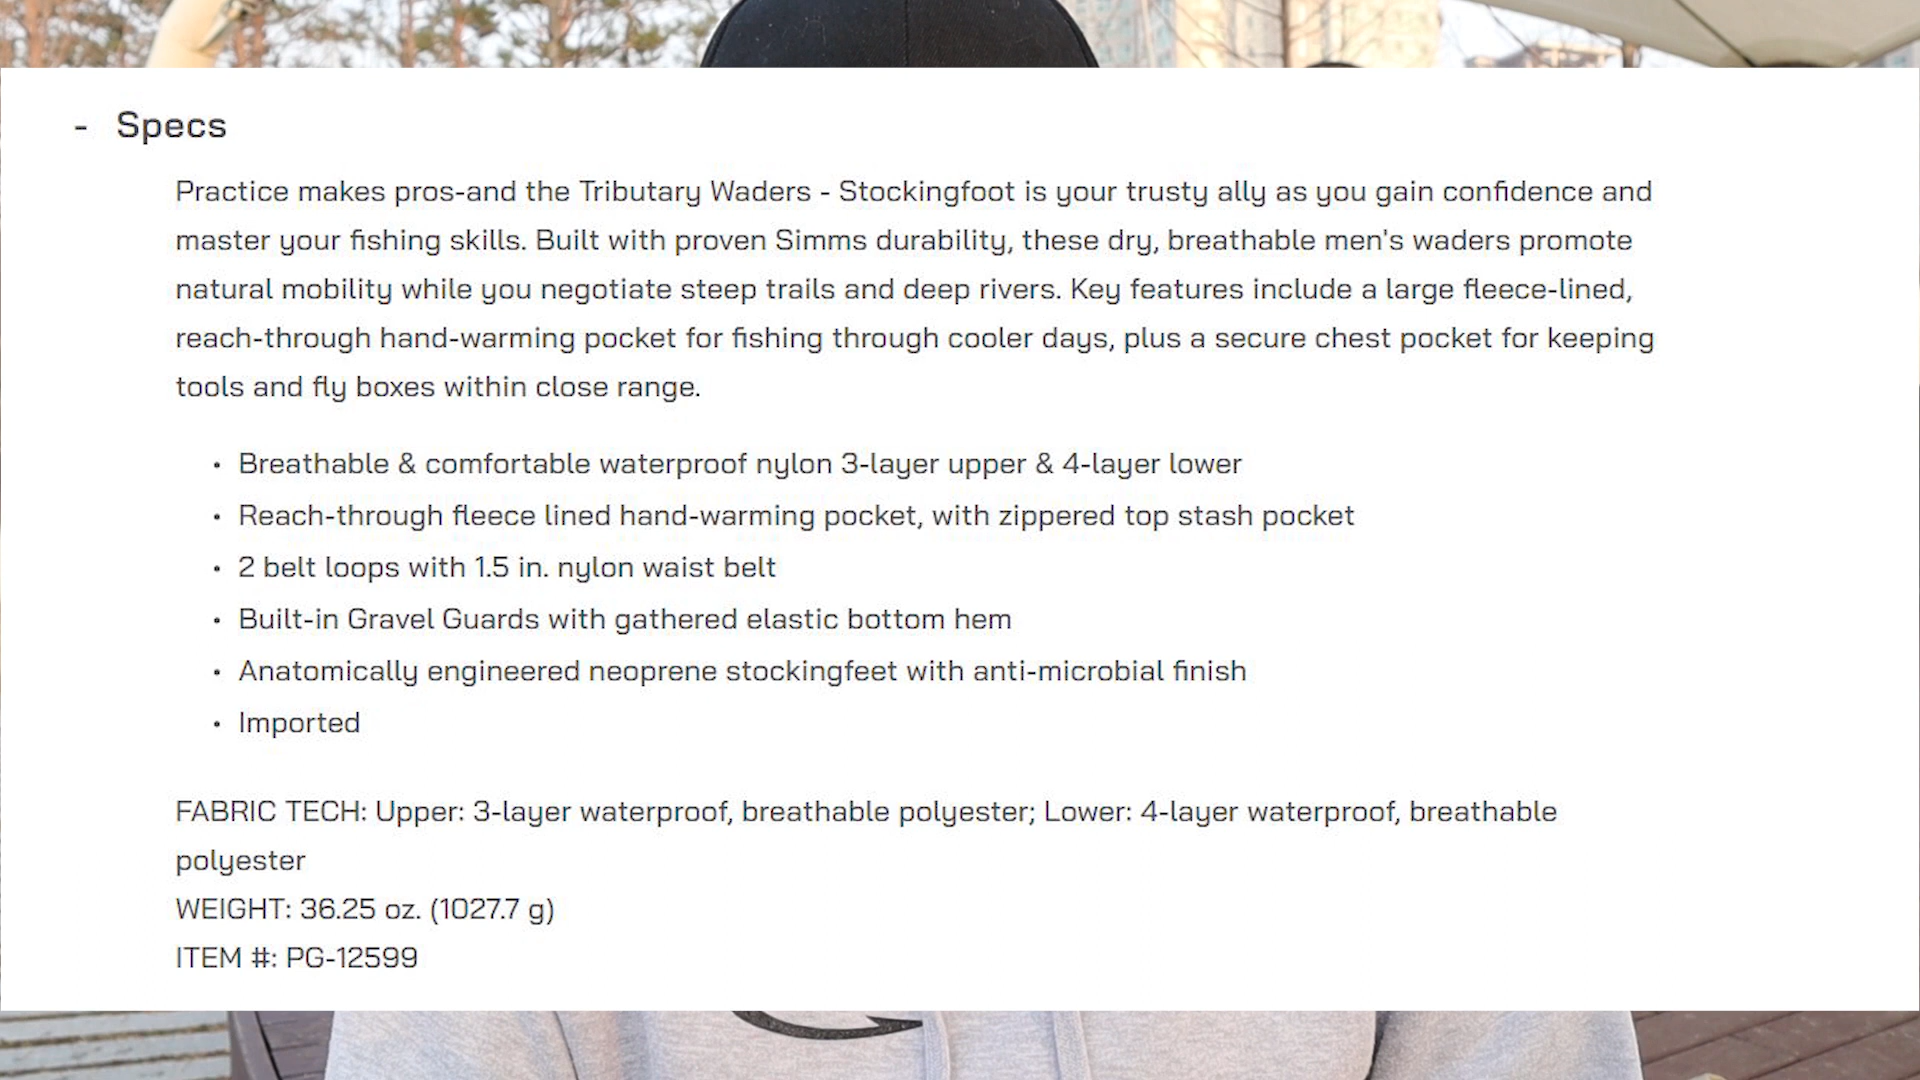 - Specs
Practice makes pros-and the Tributary Waders - Stockingfoot is your trusty ally as you gain confidence and
master your fishing skills. Built with proven Simms durability, these dry, breathable men's waders promote
natural mobility while you negotiate steep trails and deep rivers. Key features include a large fleece-lined,
reach-through hand-warming pocket for fishing through cooler days, plus a secure chest pocket for keeping
tools and fly boxes within close range.
• Breathable & comfortable waterproof nylon 3-layer upper & 4-layer lower
• Reach-through fleece lined hand-warming pocket, with zippered top stash pocket
• 2 belt loops with 1.5 in. nylon waist belt
• Built-in Gravel Guards with gathered elastic bottom hem
• Anatomically engineered neoprene stockingfeet with anti-microbial finish
• Imported
FABRIC TECH: Upper: 3-layer waterproof, breathable polyester; Lower: 4-layer waterproof, breathable
polyester
WEIGHT: 36.25 oz. (1027.7 g)
ITEM #: PG-12599